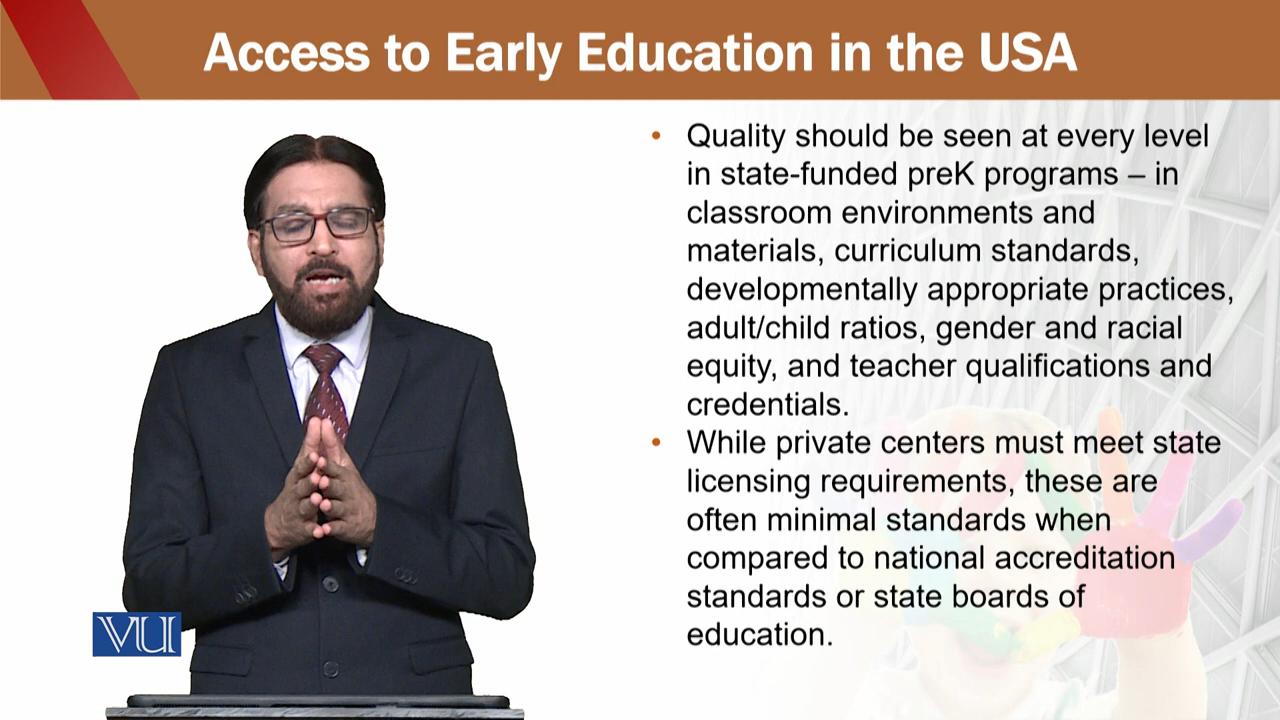 Access to Early Education in the USA
• Quality should be seen at every level
in state-funded preK programs – in
classroom environments and
materials, curriculum standards,
developmentally appropriate practices,
adult/child ratios, gender and racial
equity, and teacher qualifications and
credentials.
• While private centers must meet state
licensing requirements, these are
often minimal standards when
compared to national accreditation
standards or state boards of
education.
VU